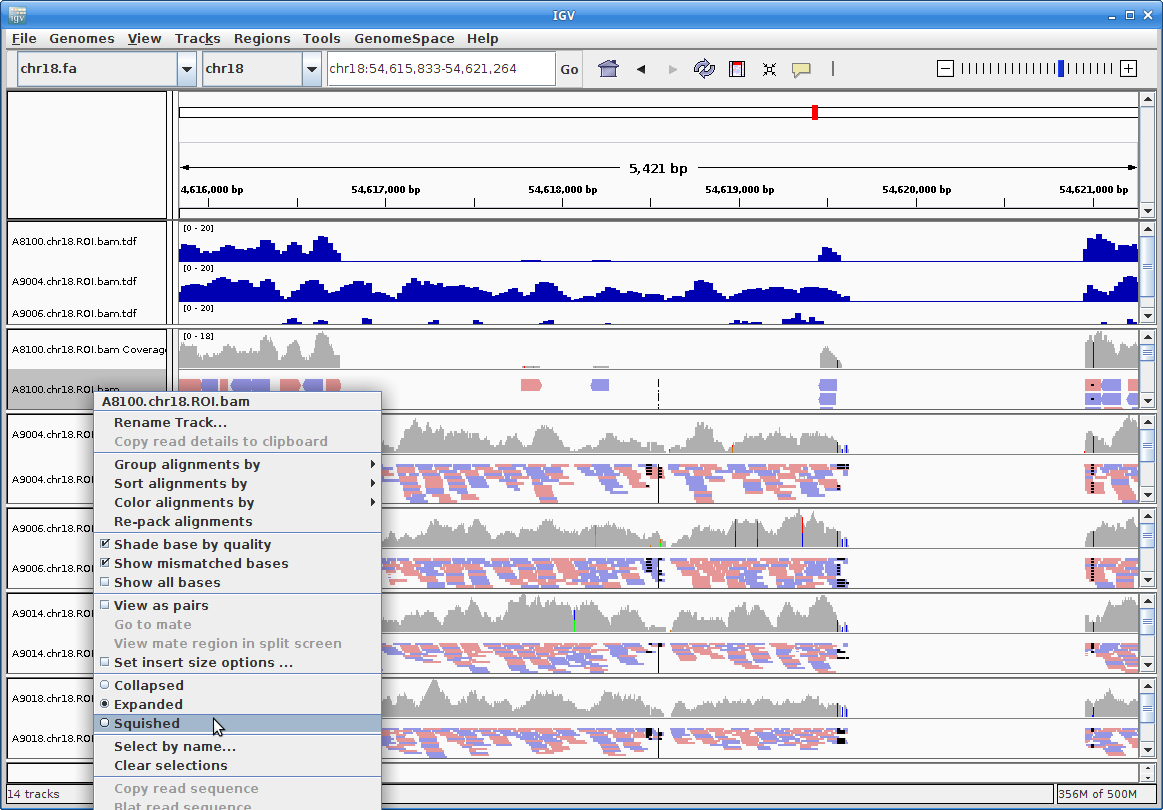 IGV
File Genomes View Tracks Regions Tools GenomeSpace Help
chr18.fa chr18 chr18:54,615,833-54,621,264 Go
5,421 bp
4,616,000 bp 54,617,000 bp 54,618,000 bp 54,619,000 bp 54,620,000 bp 54,621,000 bp
[0 - 20]
A8100.chr18.ROI.bam.tdf
[0 - 20]
A9004.chr18.ROI.bam.tdf
[0 - 20]
A9006.chr18.ROI.bam.tdf
[0 - 18]
A8100.chr18.ROI.bam Coverag
A8100.chr18.ROI.bam
A8100.chr18.ROI.bam
Rename Track...
Copy read details to clipboard
Group alignments by
Sort alignments by
Color alignments by
Re-pack alignments
Shade base by quality
Show mismatched bases
Show all bases
View as pairs
Go to mate
View mate region in split screen
Set insert size options ...
Collapsed
Expanded
Squished
Select by name...
Clear selections
Copy read sequence
Blat read sequence
A9004.chr18.RO
A9004.chr18.RO
A9006.chr18.RO
A9006.chr18.RO
A9014.chr18.RO
A9014.chr18.RO
A9018.chr18.RO
A9018.chr18.RO
14 tracks
356M of 500M